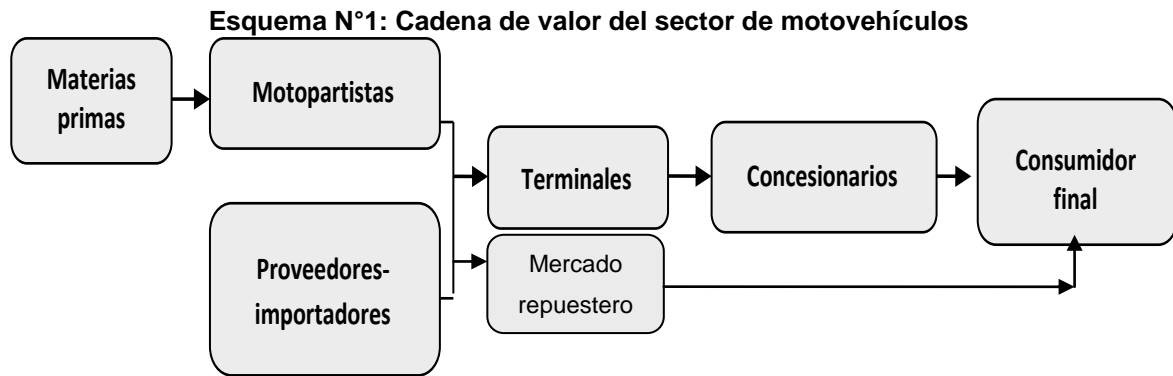 Esquema N°1: Cadena de valor del sector de motovehículos
Materias
primas
Motopartistas
Proveedores-
importadores
Terminales
Mercado
repuestero
Concesionarios
Consumidor
final